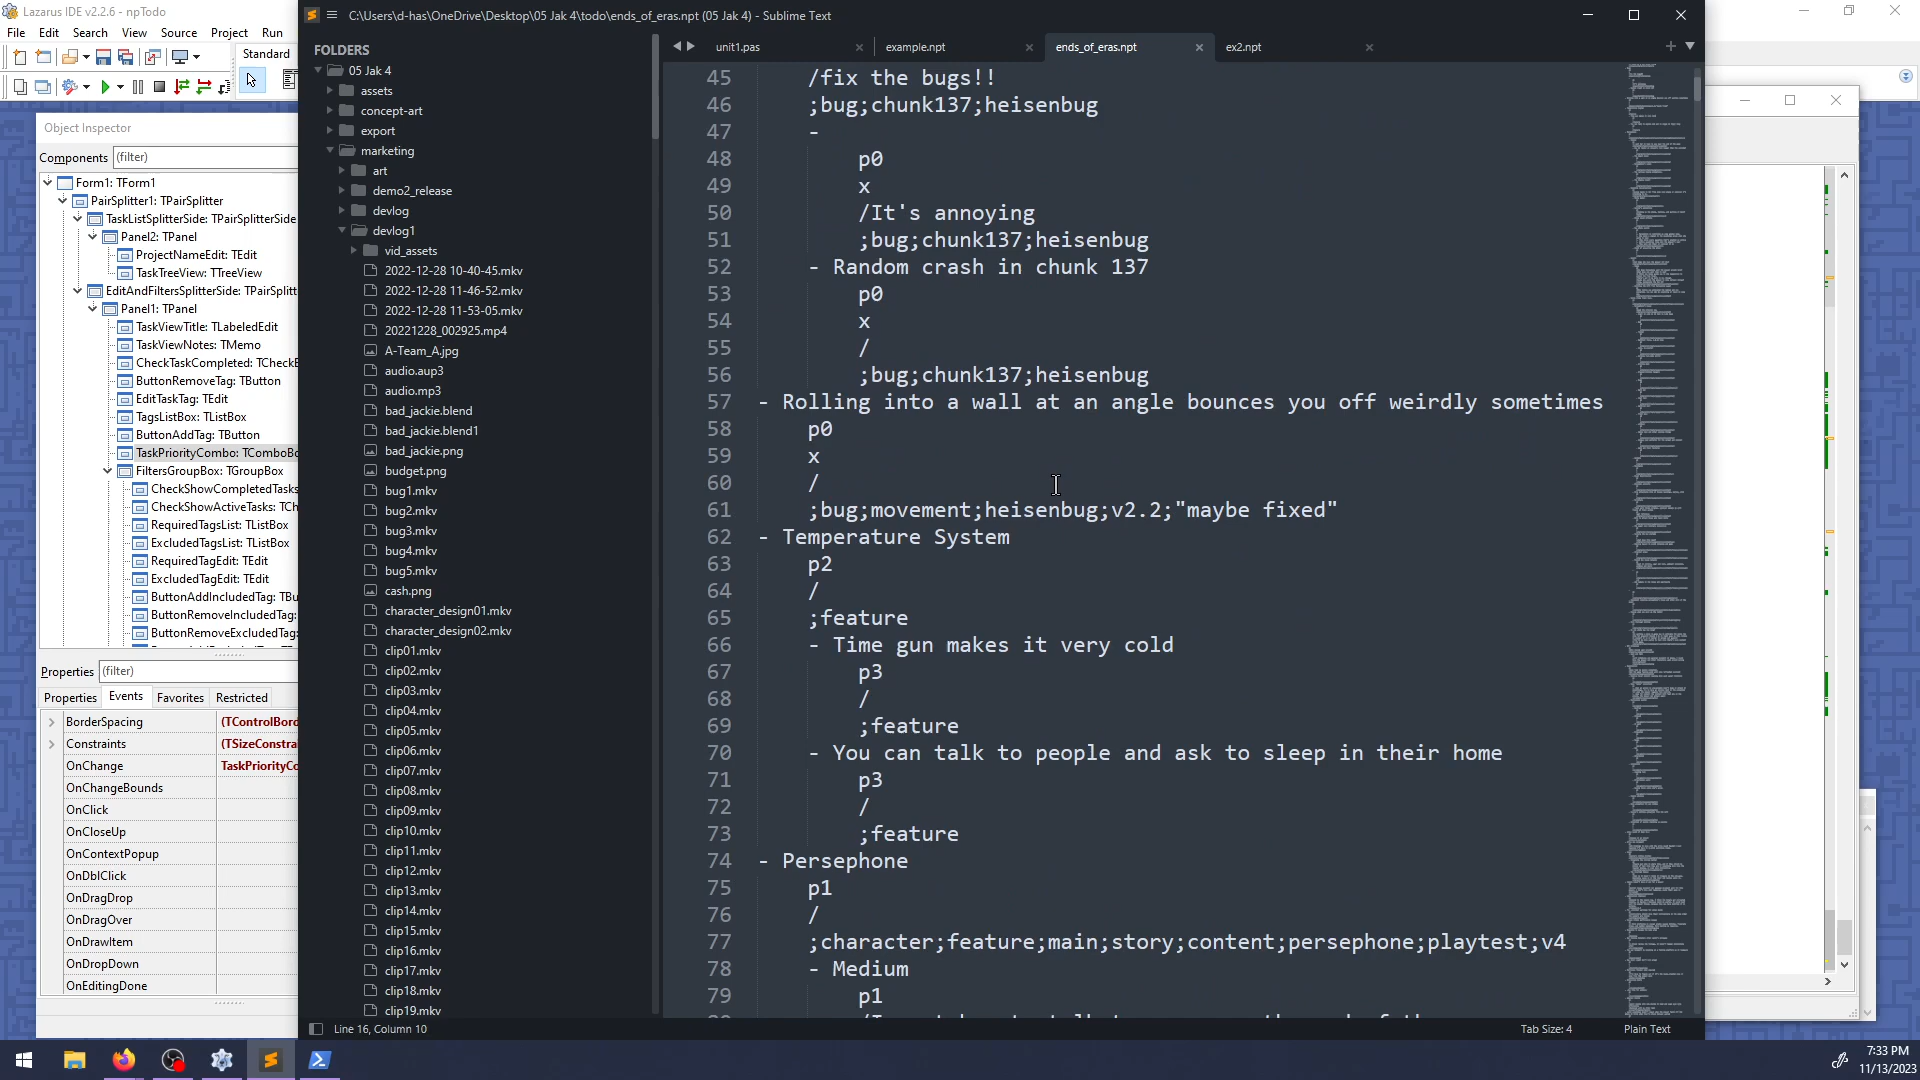 Lazarus IDE v2.2.6 - npTodo
File Edit Search View Source Project Run
Standard
Object Inspector
Components (filter)
Form1: TForm1
PairSplitter1: TPairSplitter
TaskListSplitterSide: TPairSplitterSide
Panel2: TPanel
ProjectNameEdit: TEdit
TaskTreeView: TTreeView
EditAndFiltersSplitterSide: TPairSplitt
Panel1: TPanel
TaskViewTitle: TLabeledEdit
TaskViewNotes: TMemo
CheckTaskCompleted: TCheckB
ButtonRemoveTag: TButton
EditTaskTag: TEdit
TagsListBox: TListBox
ButtonAddTag: TButton
TaskPriorityCombo: TComboBo
FiltersGroupBox: TGroupBox
CheckShowCompletedTasks
CheckShowActiveTasks: TCh
RequiredTagsList: TListBox
ExcludedTagsList: TListBox
RequiredTagEdit: TEdit
ExcludedTagEdit: TEdit
ButtonAddIncludedTag: TBu
ButtonRemoveIncludedTag:
ButtonRemoveExcludedTag:
Properties (filter)
Properties Events Favorites Restricted
BorderSpacing (TControlBord
Constraints (TSizeConstrai
OnChange TaskPriorityCo
OnChangeBounds
OnClick
OnCloseUp
OnContextPopup
OnDblClick
OnDragDrop
OnDragOver
OnDrawItem
OnDropDown
OnEditingDone
C:\Users\d-has\OneDrive\Desktop\05 Jak 4\todo\ends_of_eras.npt (05 Jak 4) - Sublime Text
FOLDERS
05 Jak 4
assets
concept-art
export
marketing
art
demo2_release
devlog
devlog1
vid_assets
2022-12-28 10-40-45.mkv
2022-12-28 11-46-52.mkv
2022-12-28 11-53-05.mkv
20221228_002925.mp4
A-Team_A.jpg
audio.aup3
audio.mp3
bad_jackie.blend
bad_jackie.blend1
bad_jackie.png
budget.png
bug1.mkv
bug2.mkv
bug3.mkv
bug4.mkv
bug5.mkv
cash.png
character_design01.mkv
character_design02.mkv
clip01.mkv
clip02.mkv
clip03.mkv
clip04.mkv
clip05.mkv
clip06.mkv
clip07.mkv
clip08.mkv
clip09.mkv
clip10.mkv
clip11.mkv
clip12.mkv
clip13.mkv
clip14.mkv
clip15.mkv
clip16.mkv
clip17.mkv
clip18.mkv
clip19.mkv
unit1.pas example.npt ends_of_eras.npt ex2.npt
45 /fix the bugs!!
46 ;bug;chunk137;heisenbug
47 -
48 p0
49 x
50 /It's annoying
51 ;bug;chunk137;heisenbug
52 - Random crash in chunk 137
53 p0
54 x
55 /
56 ;bug;chunk137;heisenbug
57 - Rolling into a wall at an angle bounces you off weirdly sometimes
58 p0
59 x
60 /
61 ;bug;movement;heisenbug;v2.2;"maybe fixed"
62 - Temperature System
63 p2
64 /
65 ;feature
66 - Time gun makes it very cold
67 p3
68 /
69 ;feature
70 - You can talk to people and ask to sleep in their home
71 p3
72 /
73 ;feature
74 - Persephone
75 p1
76 /
77 ;character;feature;main;story;content;persephone;playtest;v4
78 - Medium
79 p1
Line 16, Column 10
Tab Size: 4
Plain Text
7:33 PM
11/13/2023